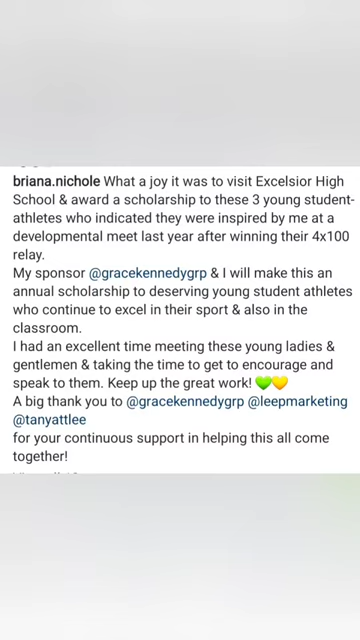 briana.nichole What a joy it was to visit Excelsior High
School & award a scholarship to these 3 young student-
athletes who indicated they were inspired by me at a
developmental meet last year after winning their 4x100
relay.
My sponsor @gracekennedygrp & I will make this an
annual scholarship to deserving young student athletes
who continue to excel in their sport & also in the
classroom.
I had an excellent time meeting these young ladies &
gentlemen & taking the time to get to encourage and
speak to them. Keep up the great work! 💚💛
A big thank you to @gracekennedygrp @leepmarketing
@tanyattlee
for your continuous support in helping this all come
together!